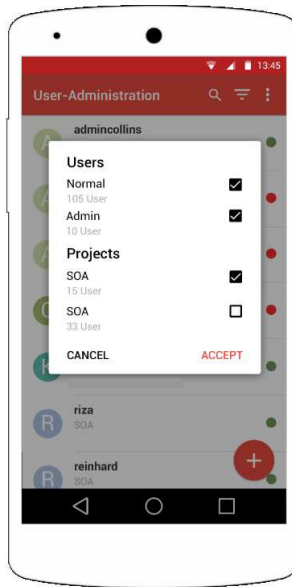 13:45
User-Administration
admincollins
A
Users
Normal
105 User
A
Admin
10 User
Projects
A
SOA
15 User
SOA
33 User
CANCEL
ACCEPT
K
riza
R
SOA
reinhard
R
SOA